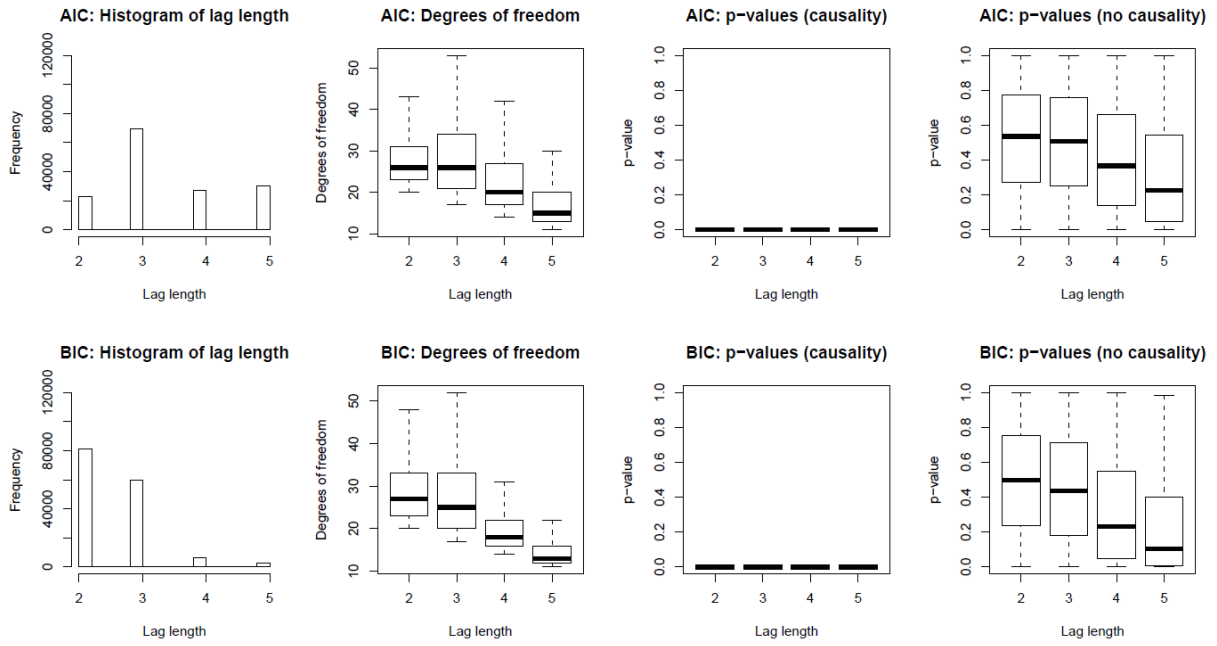 AIC: Histogram of lag length
Frequency
0
40000
80000
120000
2 3 4 5
Lag length
AIC: Degrees of freedom
Degrees of freedom
10 20 30 40 50
2 3 4 5
Lag length
AIC: p−values (causality)
p−value
0.0 0.2 0.4 0.6 0.8 1.0
2 3 4 5
Lag length
AIC: p−values (no causality)
p−value
0.0 0.2 0.4 0.6 0.8 1.0
2 3 4 5
Lag length
BIC: Histogram of lag length
Frequency
0
40000
80000
120000
2 3 4 5
Lag length
BIC: Degrees of freedom
Degrees of freedom
10 20 30 40 50
2 3 4 5
Lag length
BIC: p−values (causality)
p−value
0.0 0.2 0.4 0.6 0.8 1.0
2 3 4 5
Lag length
BIC: p−values (no causality)
p−value
0.0 0.2 0.4 0.6 0.8 1.0
2 3 4 5
Lag length